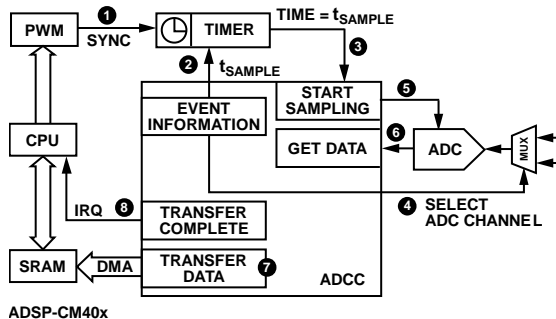 1
PWM
SYNC
TIMER
TIME = tSAMPLE
3
2
tSAMPLE
START
SAMPLING
5
EVENT
INFORMATION
6
CPU
GET DATA
ADC
MUX
IRQ
8
TRANSFER
COMPLETE
4
SELECT
ADC CHANNEL
SRAM
DMA
TRANSFER
DATA
7
ADCC
ADSP-CM40x